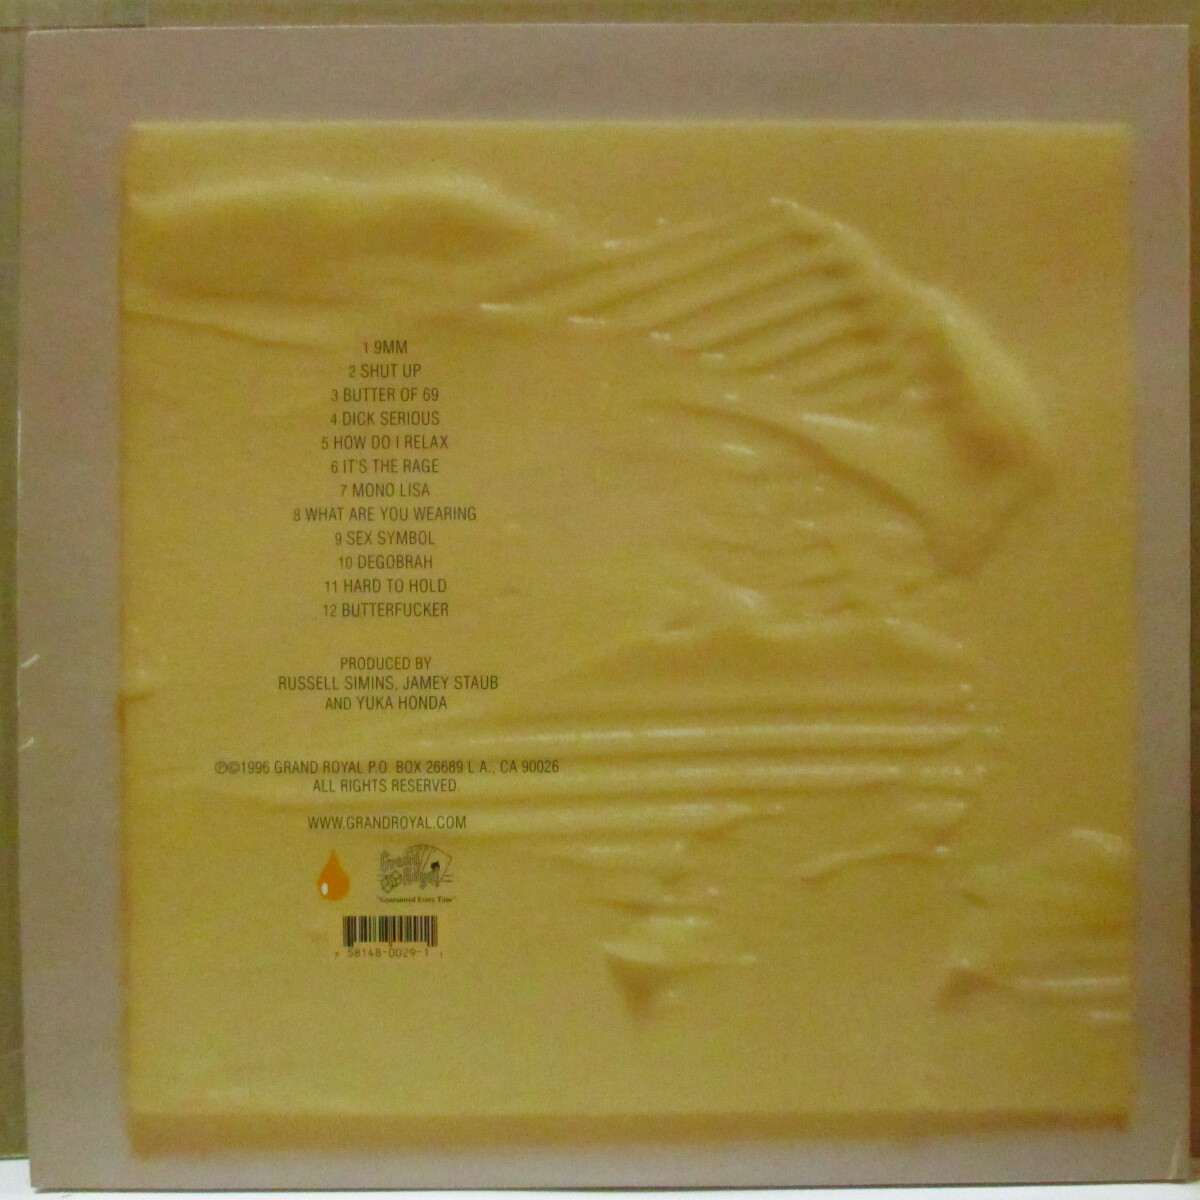 1 9MM
2 SHUT UP
3 BUTTER OF 69
4 DICK SERIOUS
5 HOW DO I RELAX
6 IT'S THE RAGE
7 MONO LISA
8 WHAT ARE YOU WEARING
9 SEX SYMBOL
10 DEGOBRAH
11 HARD TO HOLD
12 BUTTERFUCKER
PRODUCED BY
RUSSELL SIMINS, JAMEY STAUB
AND YUKA HONDA
℗©1996 GRAND ROYAL P.O. BOX 26689 L.A., CA 90026
ALL RIGHTS RESERVED.
WWW.GRANDROYAL.COM
Grand
Royal
"Guaranteed Every Time"
7 58148-0029-1 1